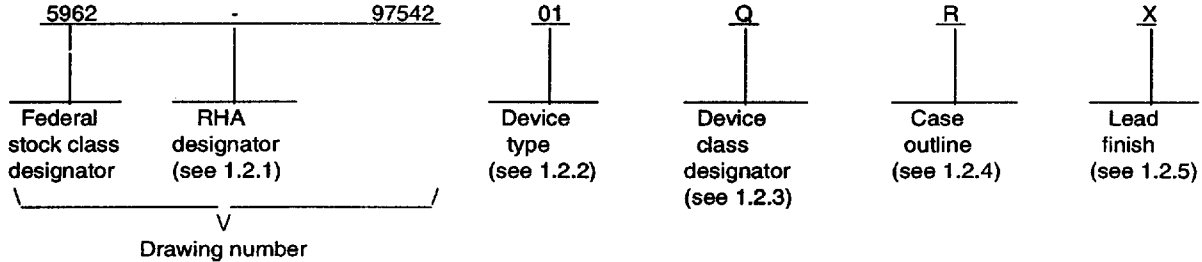 5962 - 97542 01 Q R X
Federal stock class designator
RHA designator (see 1.2.1)
Device type (see 1.2.2)
Device class designator (see 1.2.3)
Case outline (see 1.2.4)
Lead finish (see 1.2.5)
Drawing number